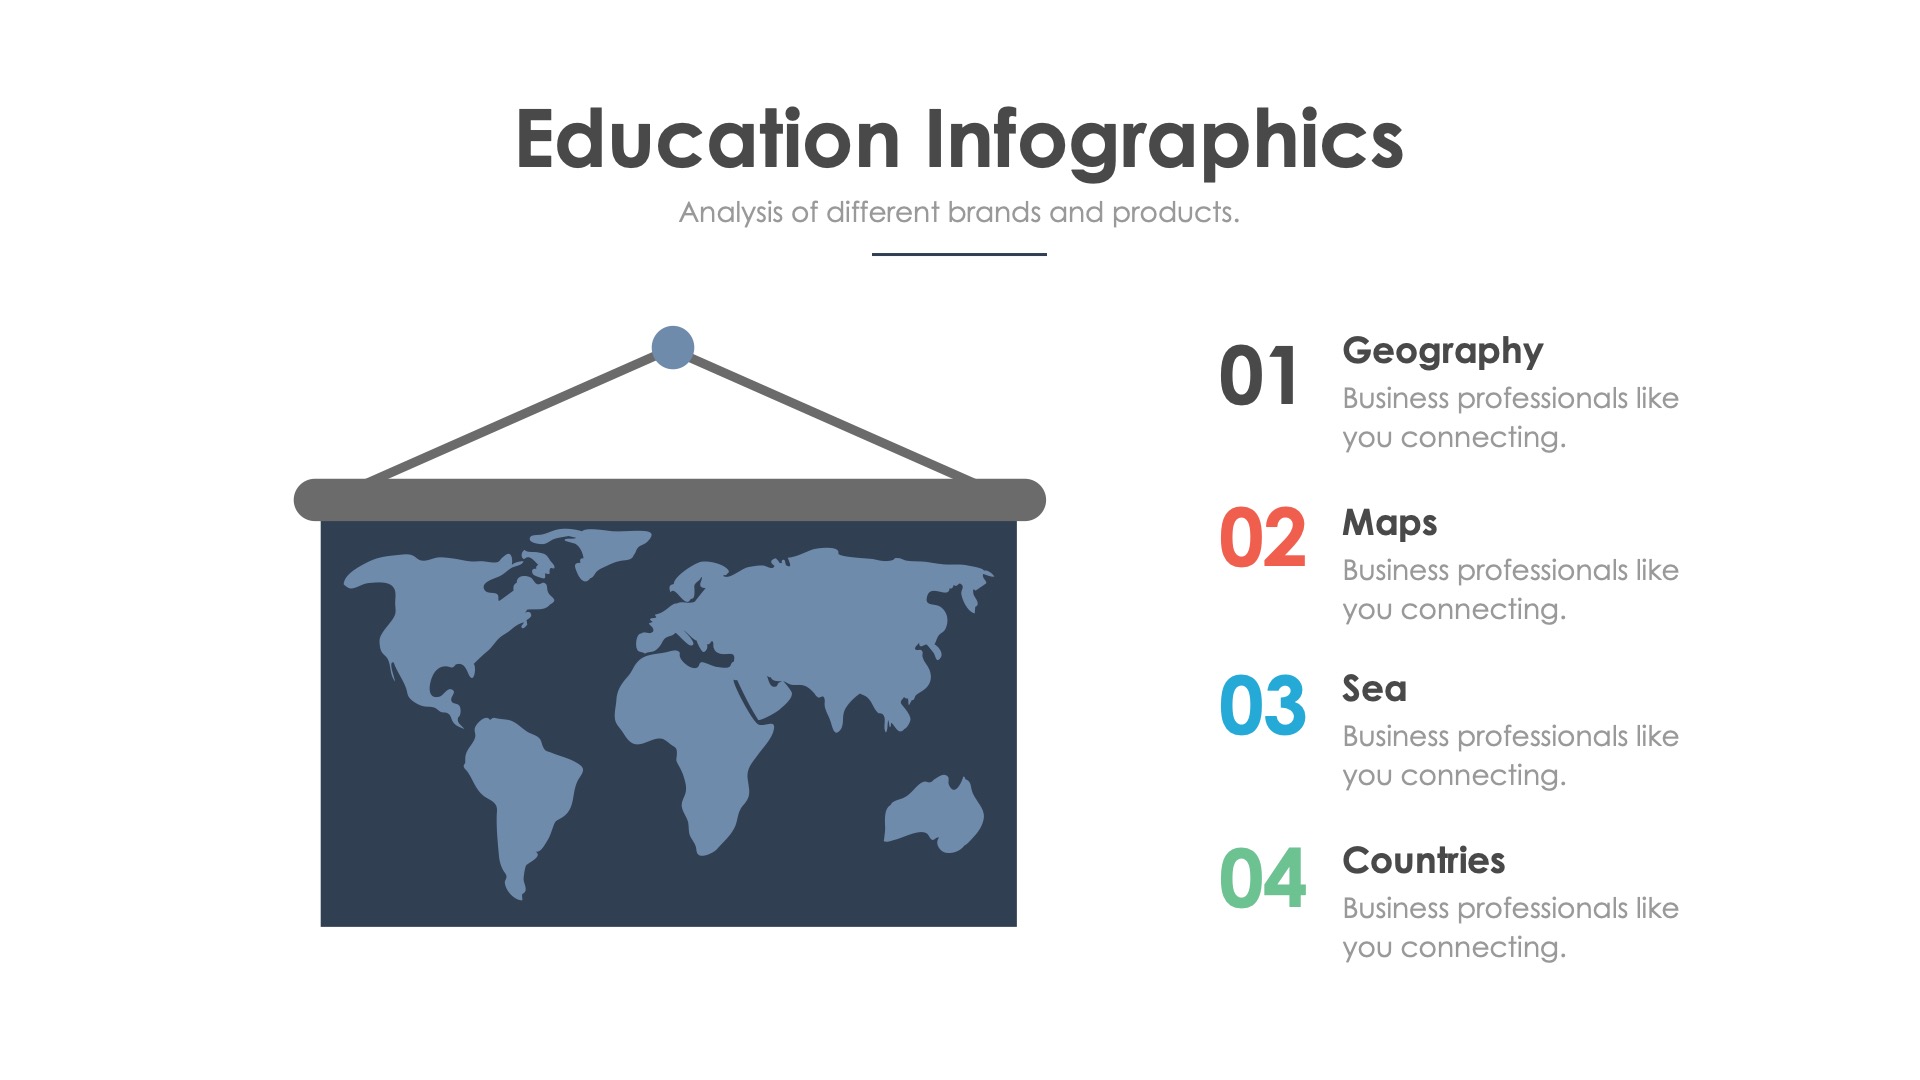 Education Infographics
Analysis of different brands and products.
01
Geography
Business professionals like
you connecting.
02
Maps
Business professionals like
you connecting.
03
Sea
Business professionals like
you connecting.
04
Countries
Business professionals like
you connecting.